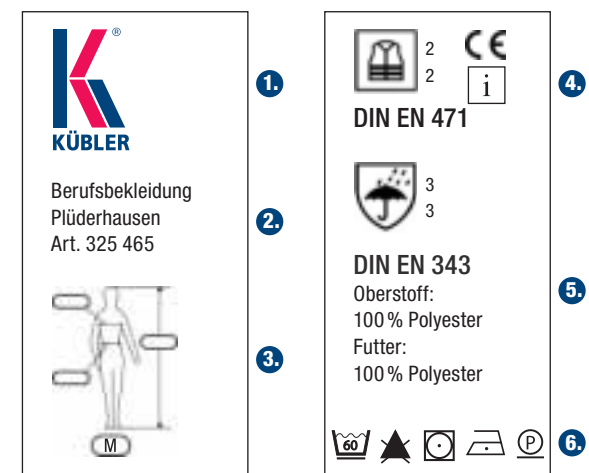 ®
KÜBLER
1.
Berufsbekleidung
Plüderhausen
Art. 325 465
2.
3.
M
2
2
CE
i
4.
DIN EN 471
3
3
DIN EN 343
Oberstoff:
100 % Polyester
Futter:
100 % Polyester
5.
60
P
6.